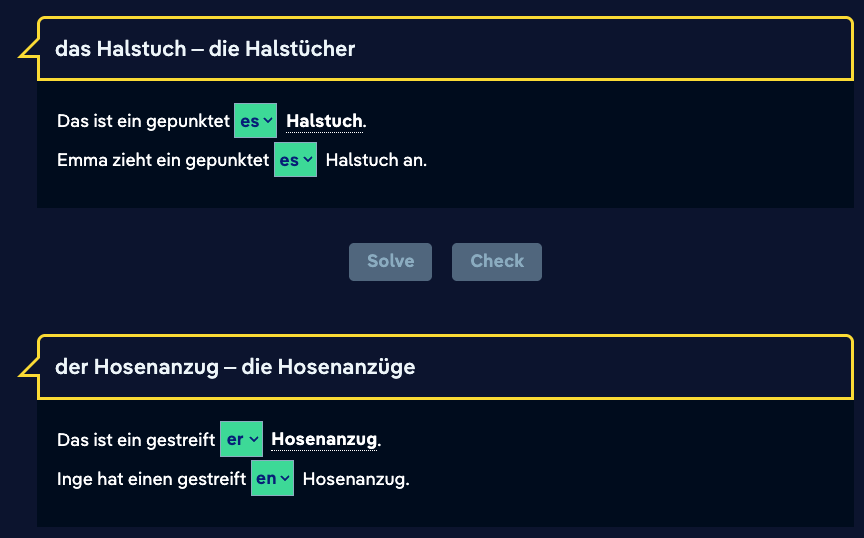 das Halstuch – die Halstücher
Das ist ein gepunktet es Halstuch.
Emma zieht ein gepunktet es Halstuch an.
Solve Check
der Hosenanzug – die Hosenanzüge
Das ist ein gestreift er Hosenanzug.
Inge hat einen gestreift en Hosenanzug.